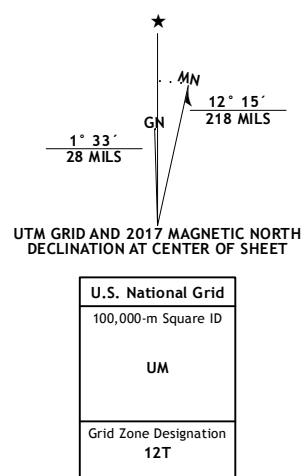 MN
GN
12° 15´
218 MILS
1° 33´
28 MILS
UTM GRID AND 2017 MAGNETIC NORTH
DECLINATION AT CENTER OF SHEET
U.S. National Grid
100,000-m Square ID
UM
Grid Zone Designation
12T